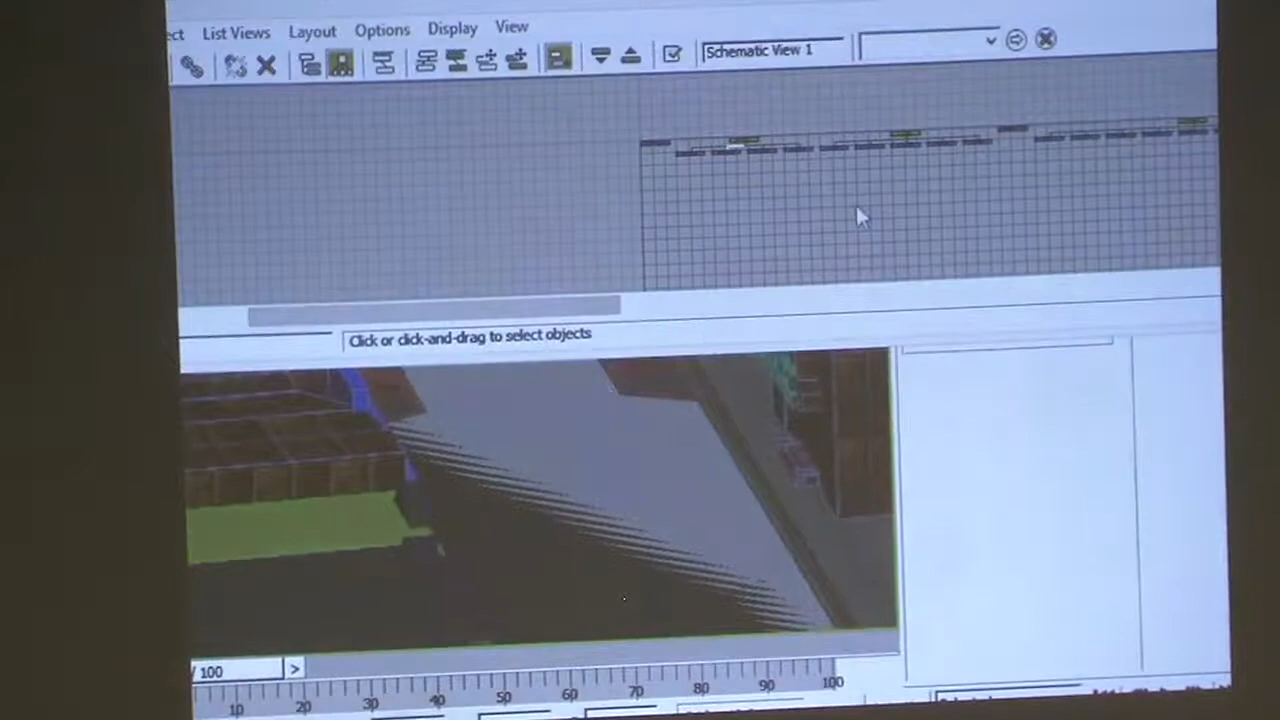 ect List Views Layout Options Display View
Schematic View 1
Click or click-and-drag to select objects
/ 100 >
10 20 30 40 50 60 70 80 90 100